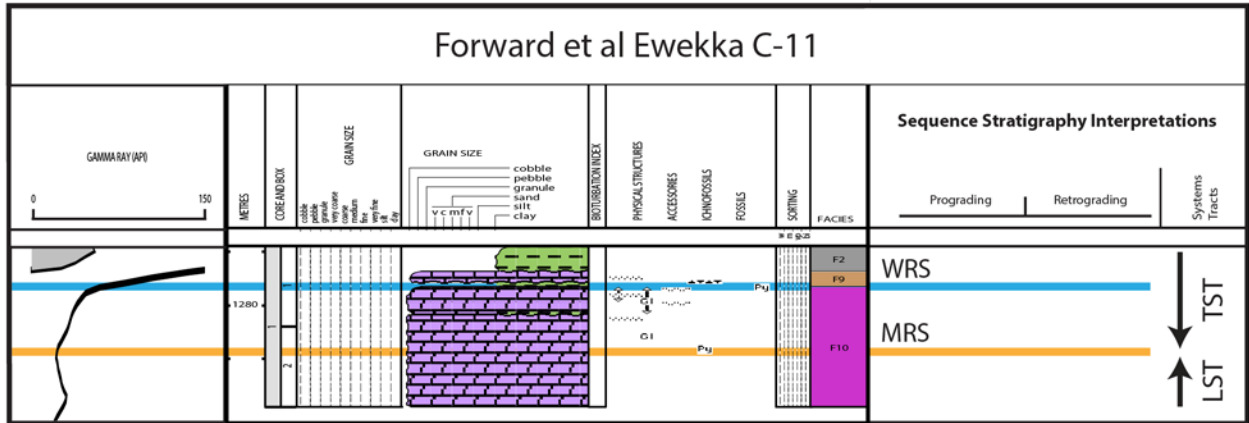 Forward et al Ewekka C-11
GAMMA RAY (API)
0 150
METRES
CORE AND BOX
GRAIN SIZE
cobble
pebble
granule
very coarse
coarse
medium
fine
very fine
silt
clay
GRAIN SIZE
cobble
pebble
granule
sand
silt
clay
v c m f v
BIOTURBATION INDEX
PHYSICAL STRUCTURES
ACCESSORIES
ICHNOFOSSILS
FOSSILS
SORTING
FACIES
Sequence Stratigraphy Interpretations
Prograding
Retrograding
Systems
Tracts
1280
1
1
2
Gl
Gl
Py
Py
F2
F9
F10
WRS
MRS
TST
LST